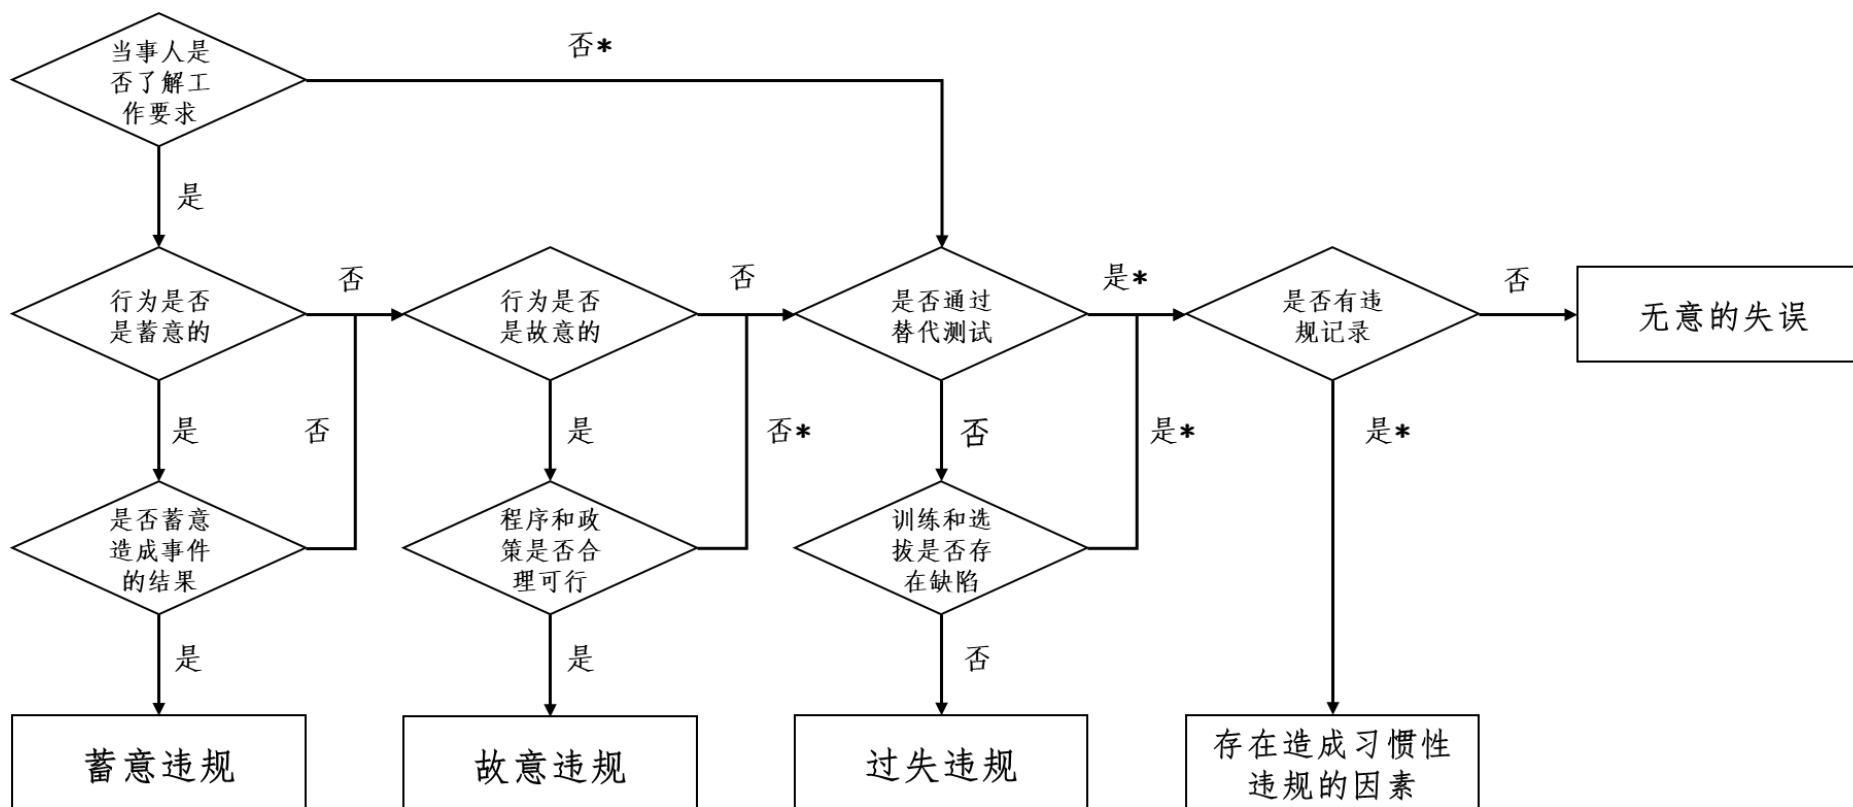 当事人是
否了解工
作要求
否*
是
行为是否
是蓄意的
否
行为是否
是故意的
否
是否通过
替代测试
是*
是否有违
规记录
否
无意的失误
是
否
是
否*
否
是*
是*
是否蓄意
造成事件
的结果
程序和政
策是否合
理可行
训练和选
拔是否存
在缺陷
是
是
否
蓄意违规
故意违规
过失违规
存在造成习惯性
违规的因素